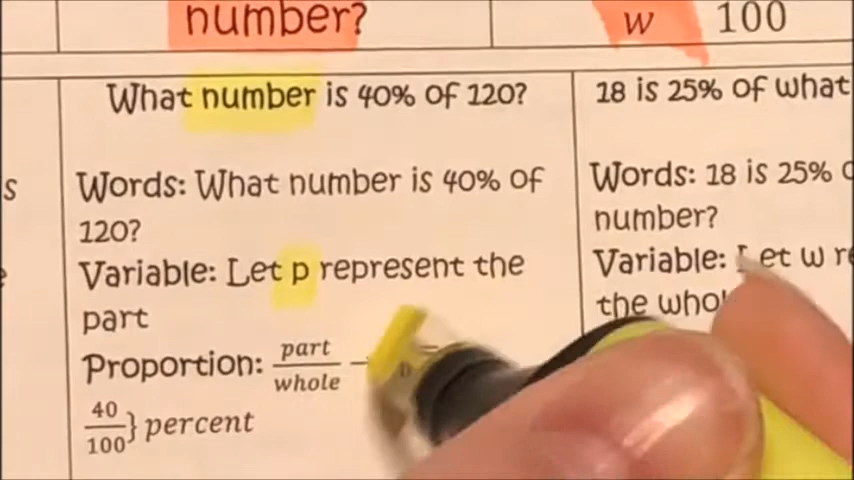 number?
w 100
What number is 40% of 120?
Words: What number is 40% of
120?
Variable: Let p represent the
part
Proportion: part/whole
40/100} percent
18 is 25% of what
Words: 18 is 25%
number?
Variable: Let w
the